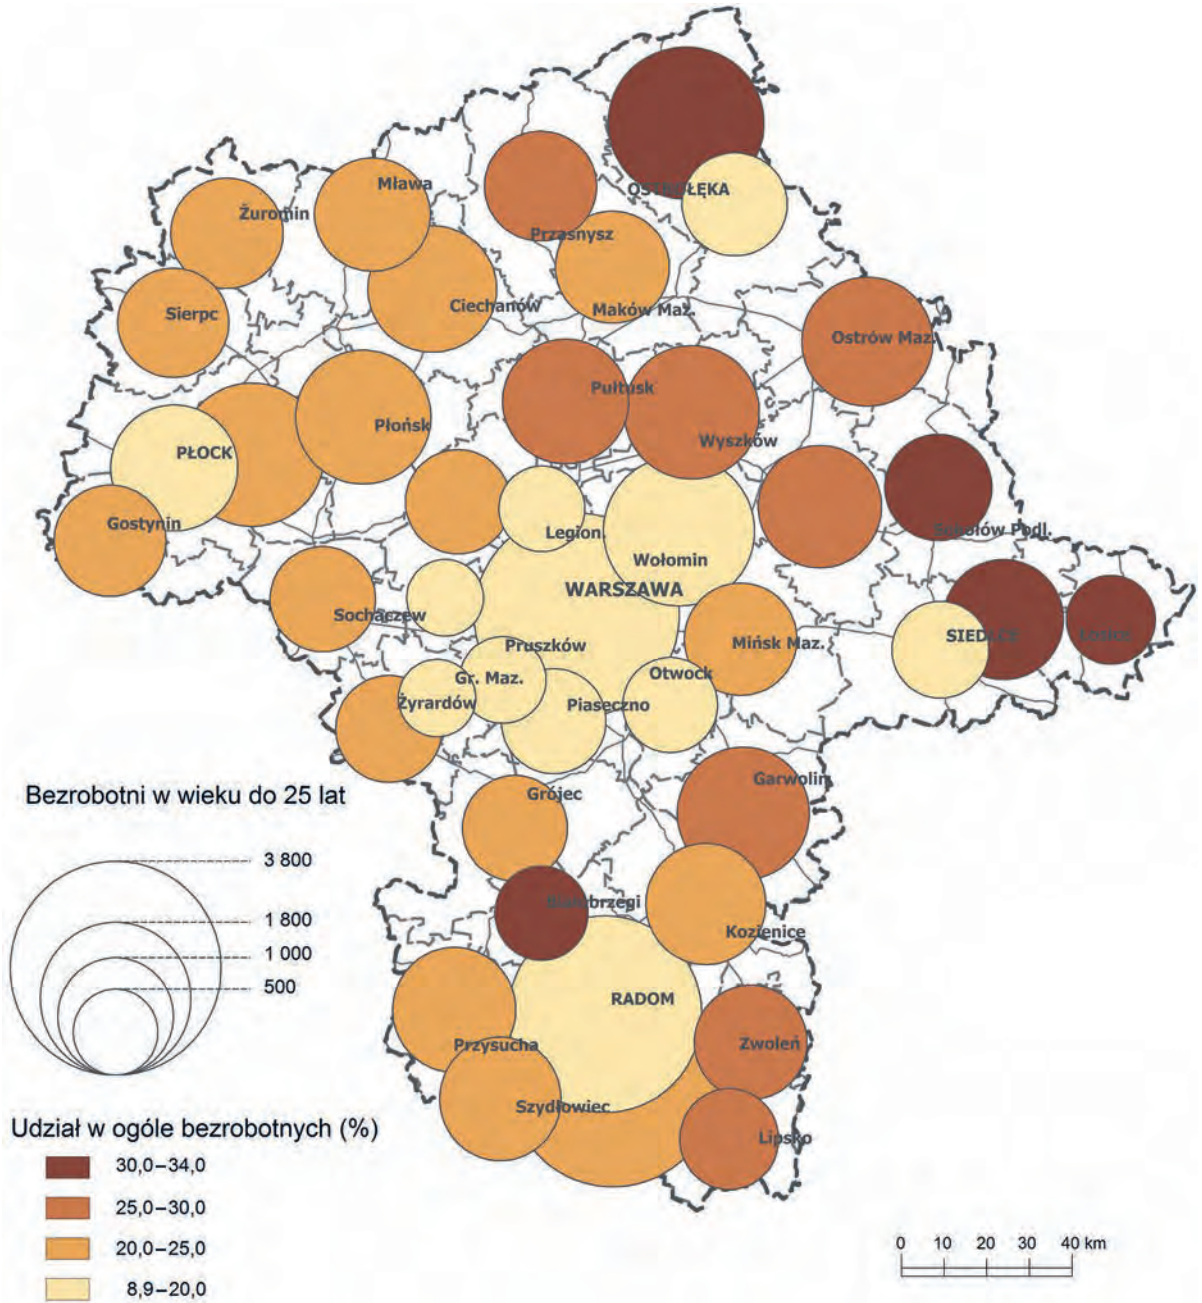 Mława
OSTROŁĘKA
Żuromin
Przasnysz
Ciechanów
Maków Maz.
Sierpc
Ostrów Maz.
Pułtusk
Płońsk
Wyszków
PŁOCK
Gostynin
Sokołów Podl.
Legion.
Wołomin
WARSZAWA
Sochaczew
SIEDLCE
Łosice
Pruszków
Mińsk Maz.
Gr. Maz.
Otwock
Żyrardów
Piaseczno
Garwolin
Grójec
Białobrzegi
Kozienice
RADOM
Przysucha
Zwoleń
Szydłowiec
Lipsko
Bezrobotni w wieku do 25 lat
3 800
1 800
1 000
500
Udział w ogóle bezrobotnych (%)
30,0–34,0
25,0–30,0
20,0–25,0
8,9–20,0
0 10 20 30 40 km